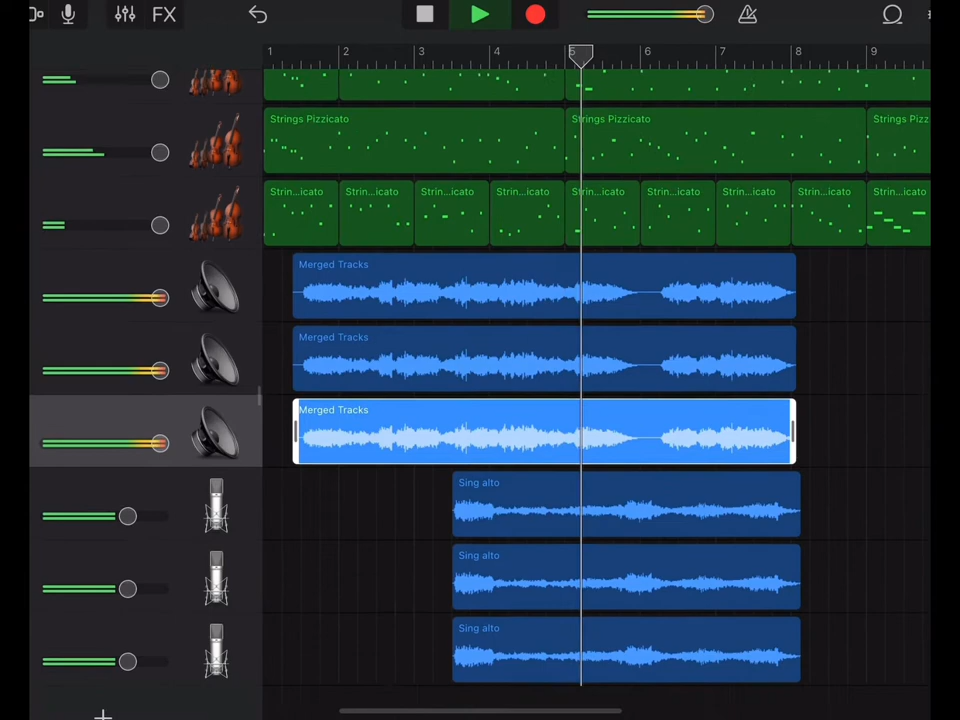 FX
1 2 3 4 5 6 7 8 9
Strings Pizzicato Strings Pizzicato Strings Pizz
Strin...icato Strin...icato Strin...icato Strin...icato Strin...icato Strin...icato Strin...icato Strin...icato Strin...icato
Merged Tracks
Merged Tracks
Merged Tracks
Sing alto
Sing alto
Sing alto